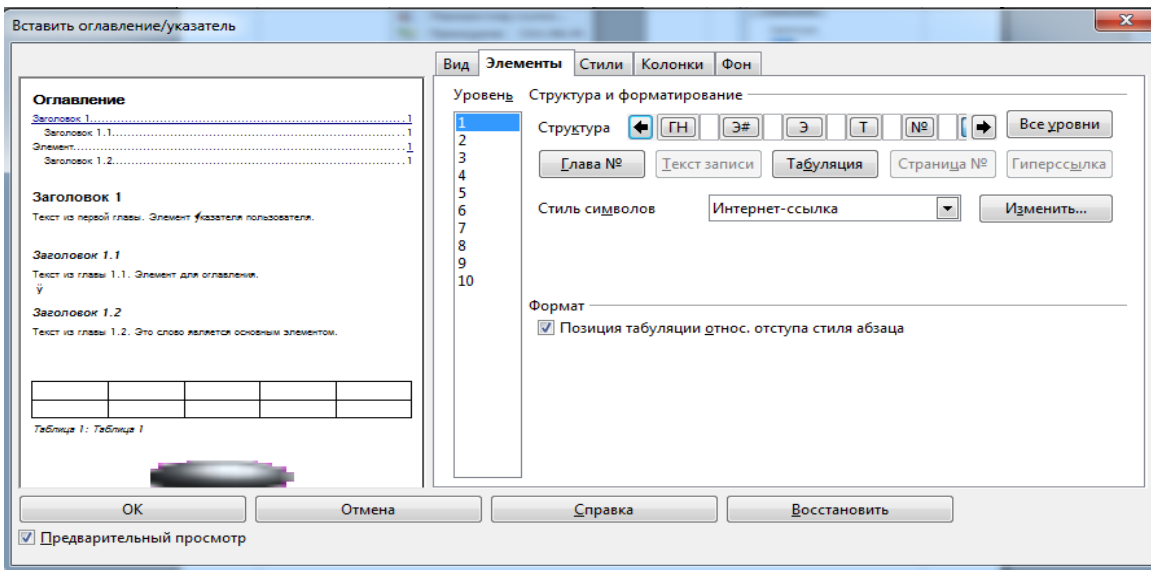 Вставить оглавление/указатель
Вид Элементы Стили Колонки Фон
Оглавление
Заголовок 1 1
Заголовок 1.1 1
Элемент 1
Заголовок 1.2 1
Заголовок 1
Текст из первой главы. Элемент указателя пользователя.
Заголовок 1.1
Текст из главы 1.1. Элемент для оглавления.
ÿ
Заголовок 1.2
Текст из главы 1.2. Это слово является основным элементом.
Таблица 1: Таблица 1
Уровень
1
2
3
4
5
6
7
8
9
10
Структура и форматирование
Структура ГН Э# Э Т № Все уровни
Глава № Текст записи Табуляция Страница № Гиперссылка
Стиль символов Интернет-ссылка Изменить...
Формат
Позиция табуляции относ. отступа стиля абзаца
ОК Отмена Справка Восстановить
Предварительный просмотр